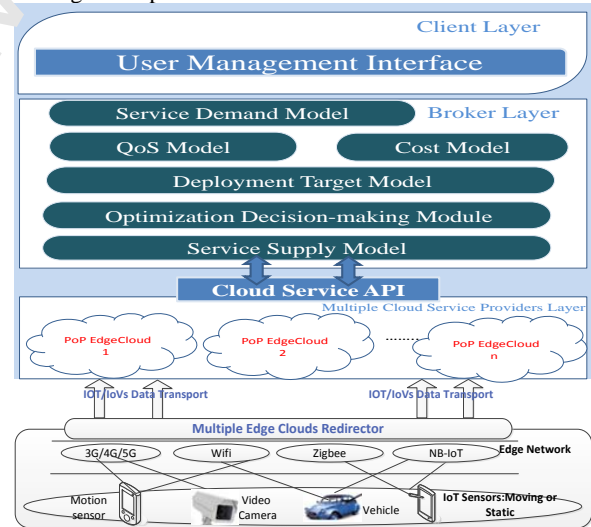 Client Layer
User Management Interface
Service Demand Model
Broker Layer
QoS Model
Cost Model
Deployment Target Model
Optimization Decision-making Module
Service Supply Model
Cloud Service API
Multiple Cloud Service Providers Layer
PoP EdgeCloud
1
PoP EdgeCloud
2
........
PoP EdgeCloud
n
IOT/IoVs Data Transport
IOT/IoVs Data Transport
Multiple Edge Clouds Redirector
3G/4G/5G
Wifi
Zigbee
NB-IoT
Edge Network
Motion
sensor
Video
Camera
Vehicle
IoT Sensors:Moving or
Static